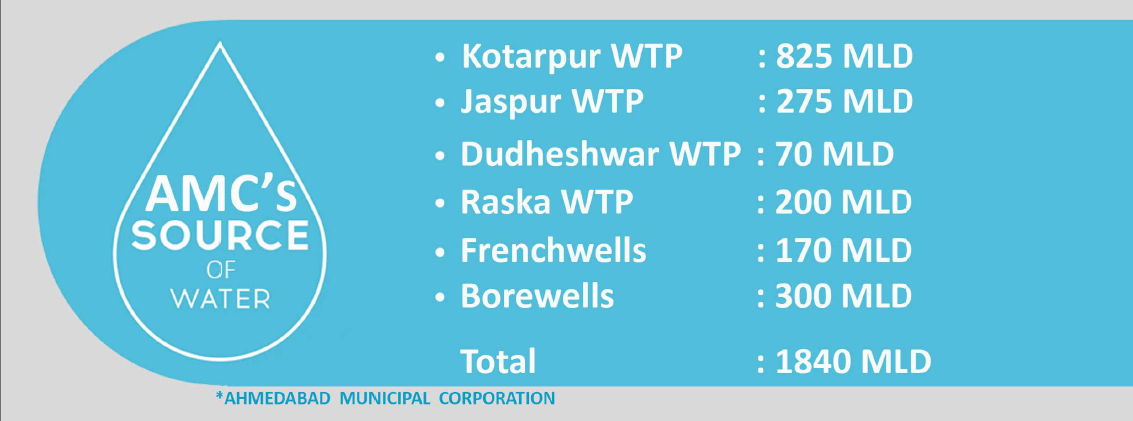 AMC's
SOURCE
OF
WATER
• Kotarpur WTP : 825 MLD
• Jaspur WTP : 275 MLD
• Dudheshwar WTP : 70 MLD
• Raska WTP : 200 MLD
• Frenchwells : 170 MLD
• Borewells : 300 MLD
Total : 1840 MLD
*AHMEDABAD MUNICIPAL CORPORATION